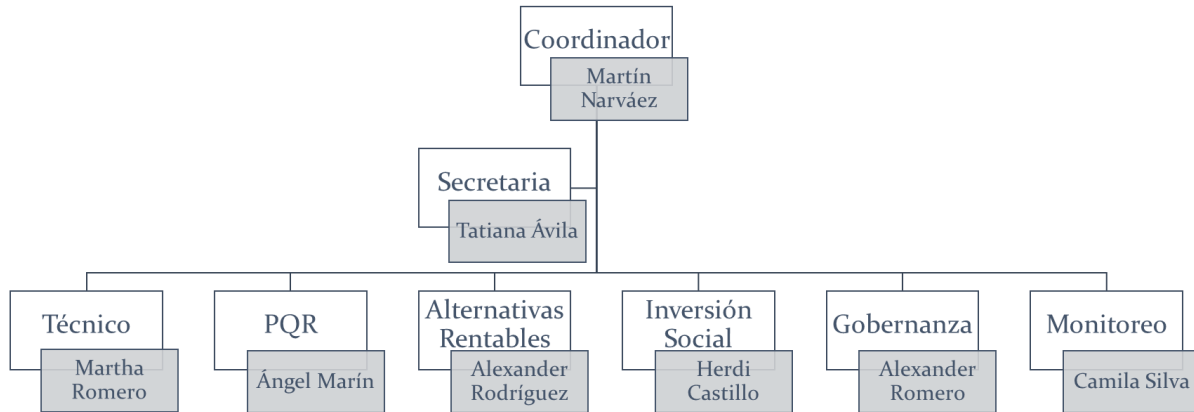 Coordinador
Martín
Narváez
Secretaria
Tatiana Ávila
Técnico
Martha
Romero
PQR
Ángel Marín
Alternativas
Rentables
Alexander
Rodríguez
Inversión
Social
Herdi
Castillo
Gobernanza
Alexander
Romero
Monitoreo
Camila Silva